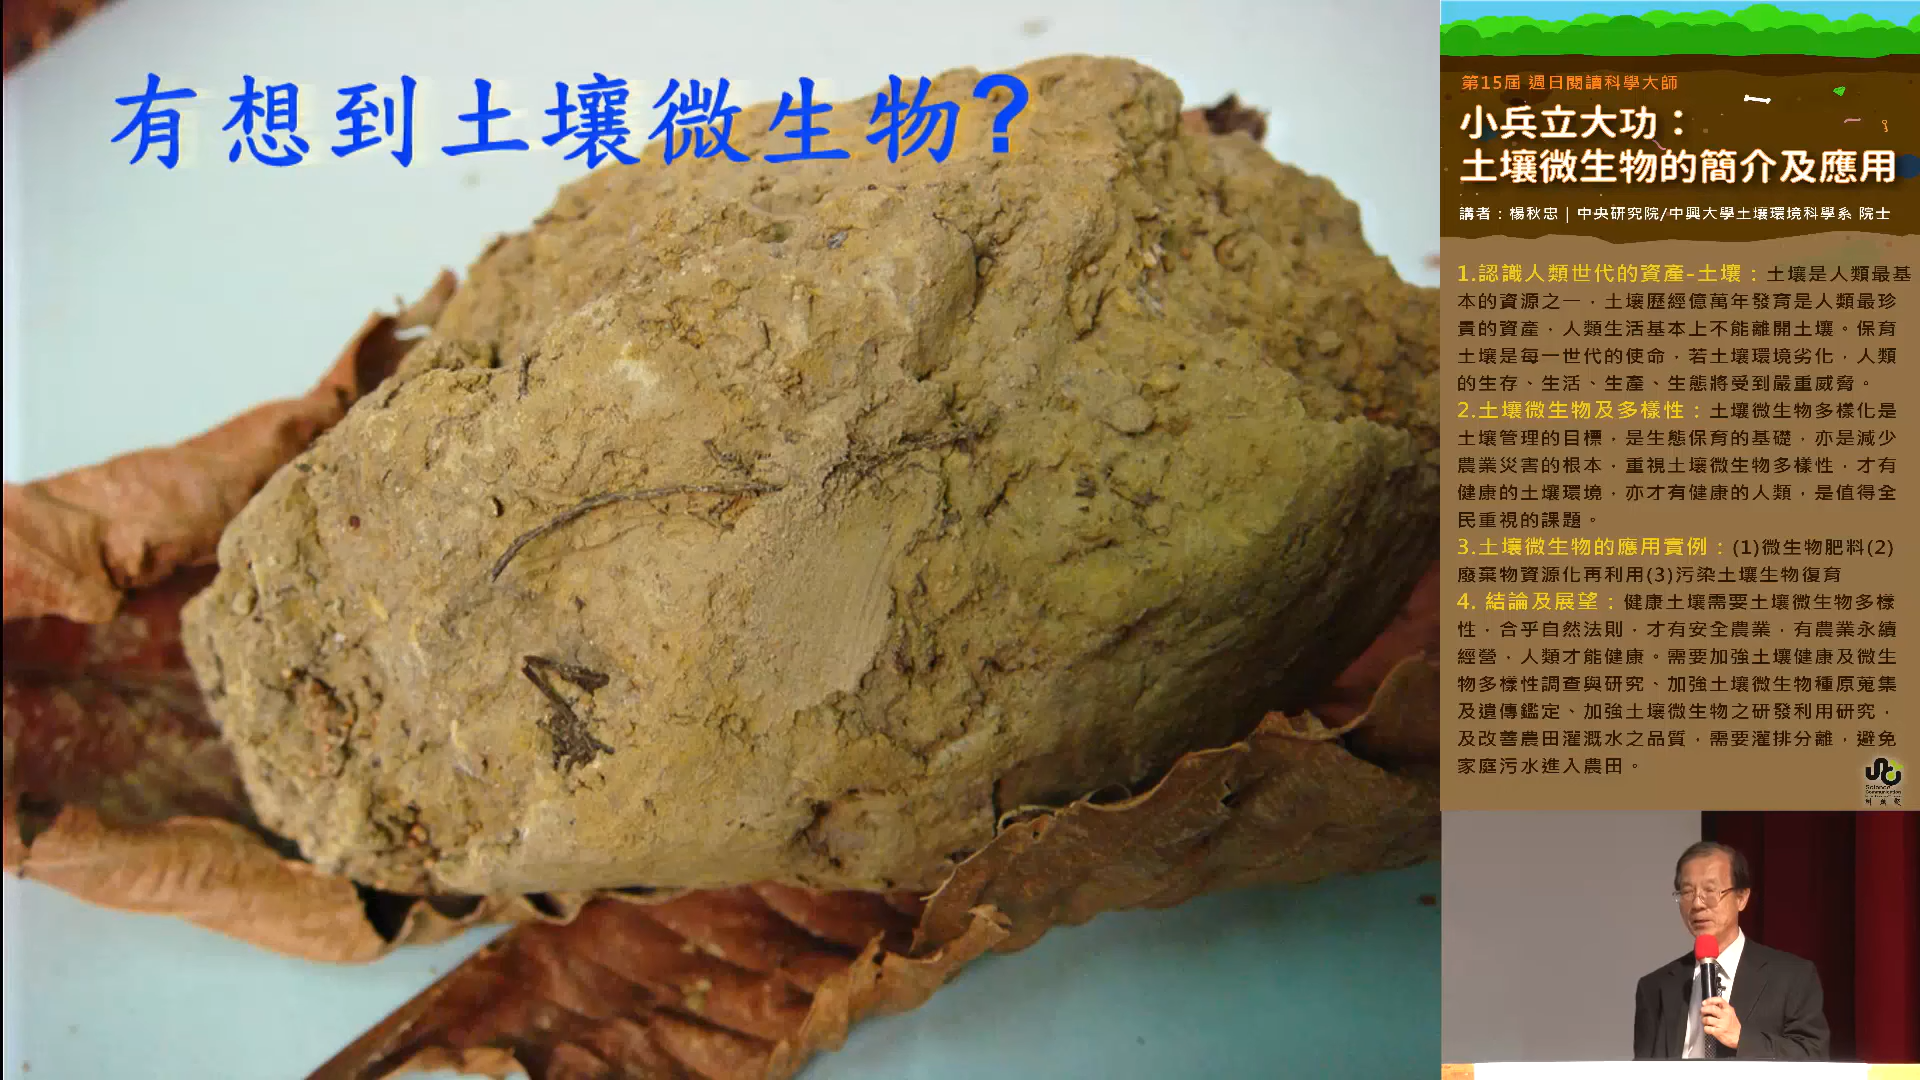 有想到土壤微生物?
第15屆 週日閱讀科學大師
小兵立大功：
土壤微生物的簡介及應用
講者：楊秋忠｜中央研究院/中興大學土壤環境科學系 院士
1.認識人類世代的資產-土壤：土壤是人類最基
本的資源之一，土壤歷經億萬年發育是人類最珍
貴的資產，人類生活基本上不能離開土壤。保育
土壤是每一世代的使命，若土壤環境劣化，人類
的生存、生活、生產、生態將受到嚴重威脅。
2.土壤微生物及多樣性：土壤微生物多樣化是
土壤管理的目標，是生態保育的基礎，亦是減少
農業災害的根本，重視土壤微生物多樣性，才有
健康的土壤環境，亦才有健康的人類，是值得全
民重視的課題。
3.土壤微生物的應用實例：(1)微生物肥料(2)
廢棄物資源化再利用(3)污染土壤生物復育
4. 結論及展望：健康土壤需要土壤微生物多樣
性，合乎自然法則，才有安全農業，有農業永續
經營，人類才能健康。需要加強土壤健康及微生
物多樣性調查與研究、加強土壤微生物種原蒐集
及遺傳鑑定、加強土壤微生物之研發利用研究，
及改善農田灌溉水之品質，需要灌排分離，避免
家庭污水進入農田。
Science
Communication